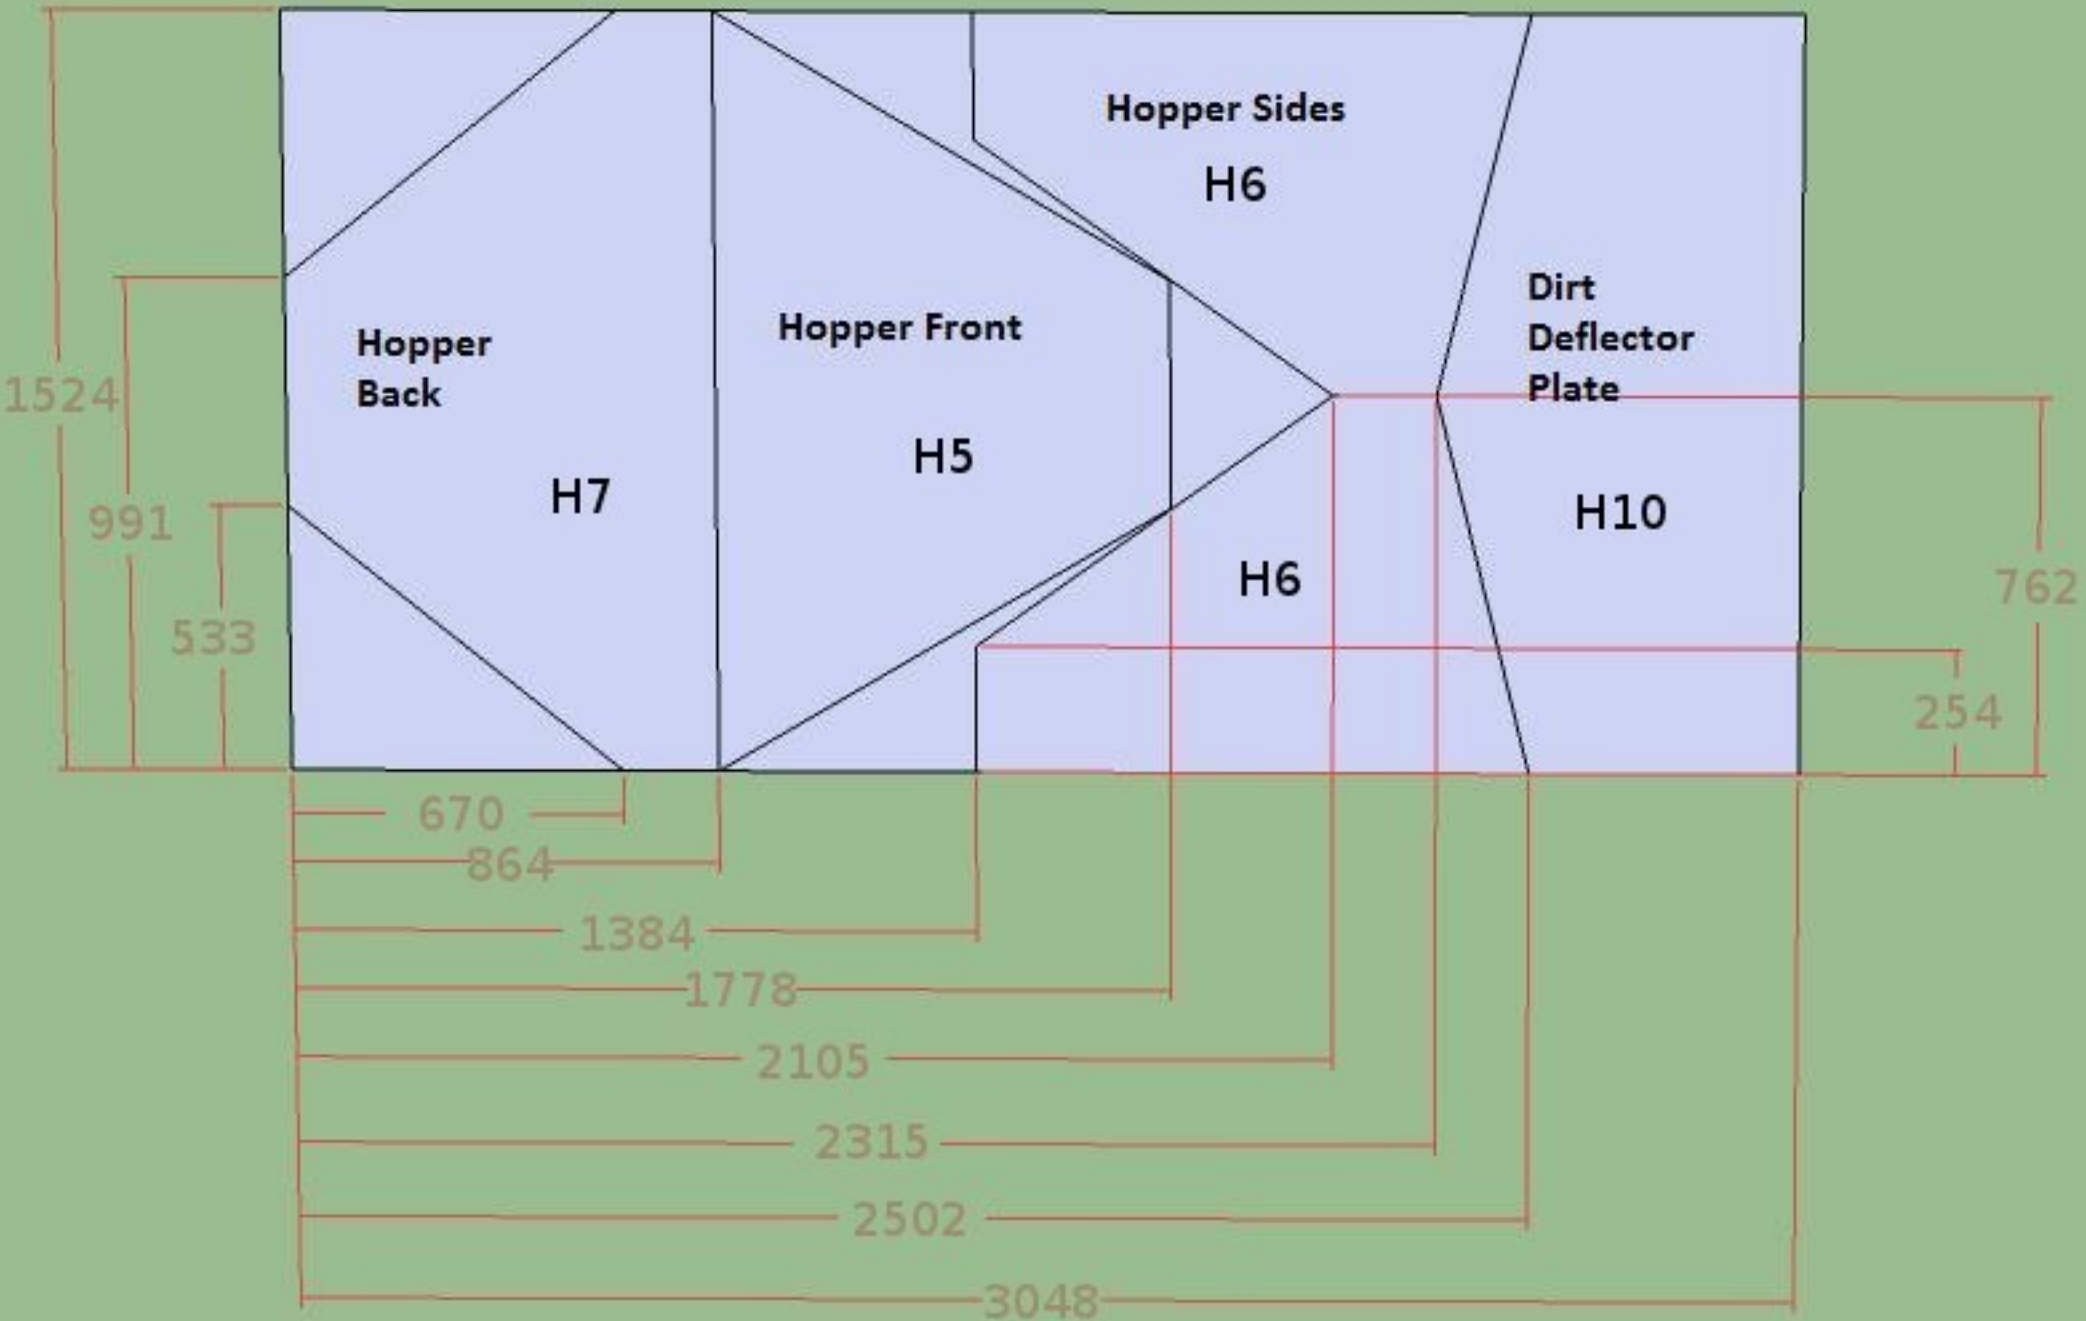 Hopper Sides
H6
Dirt
Deflector
Plate
Hopper Front
Hopper
Back
1524
H5
H7
H10
991
H6
762
533
254
670
864
1384
1778
2105
2315
2502
3048